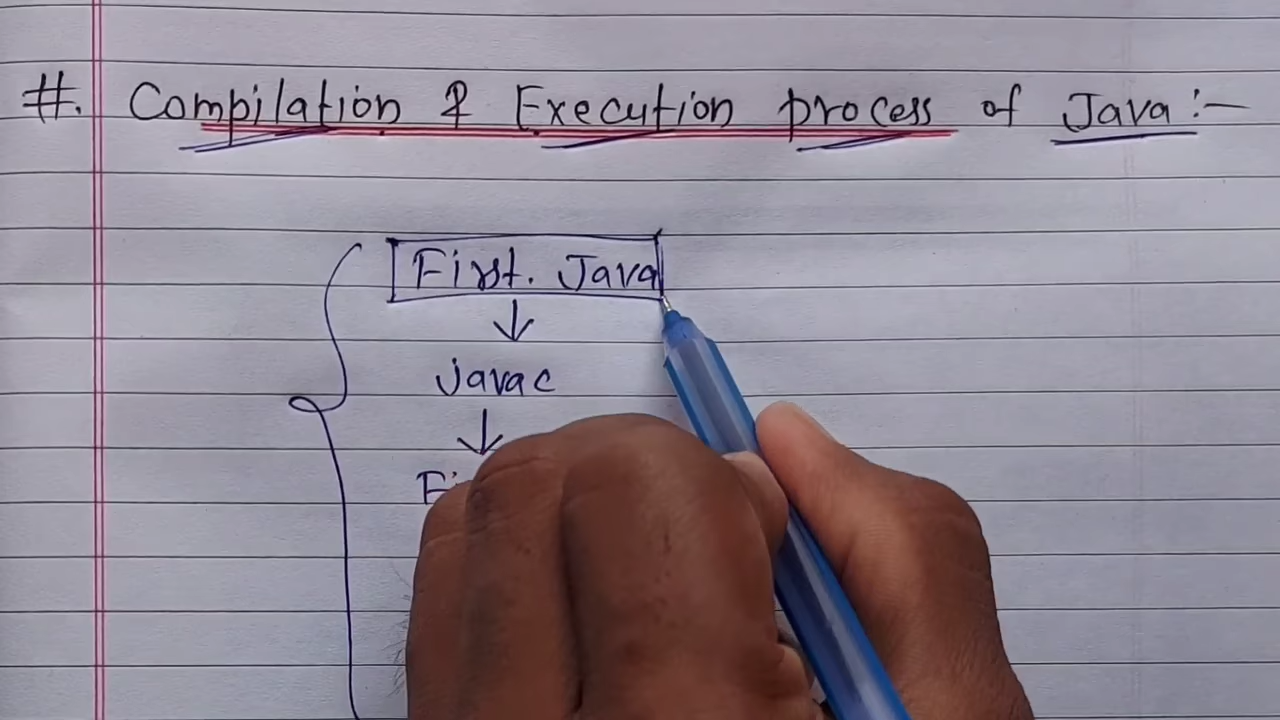 #. Compilation & Execution process of Java :-
First. Java
↓
javac
↓